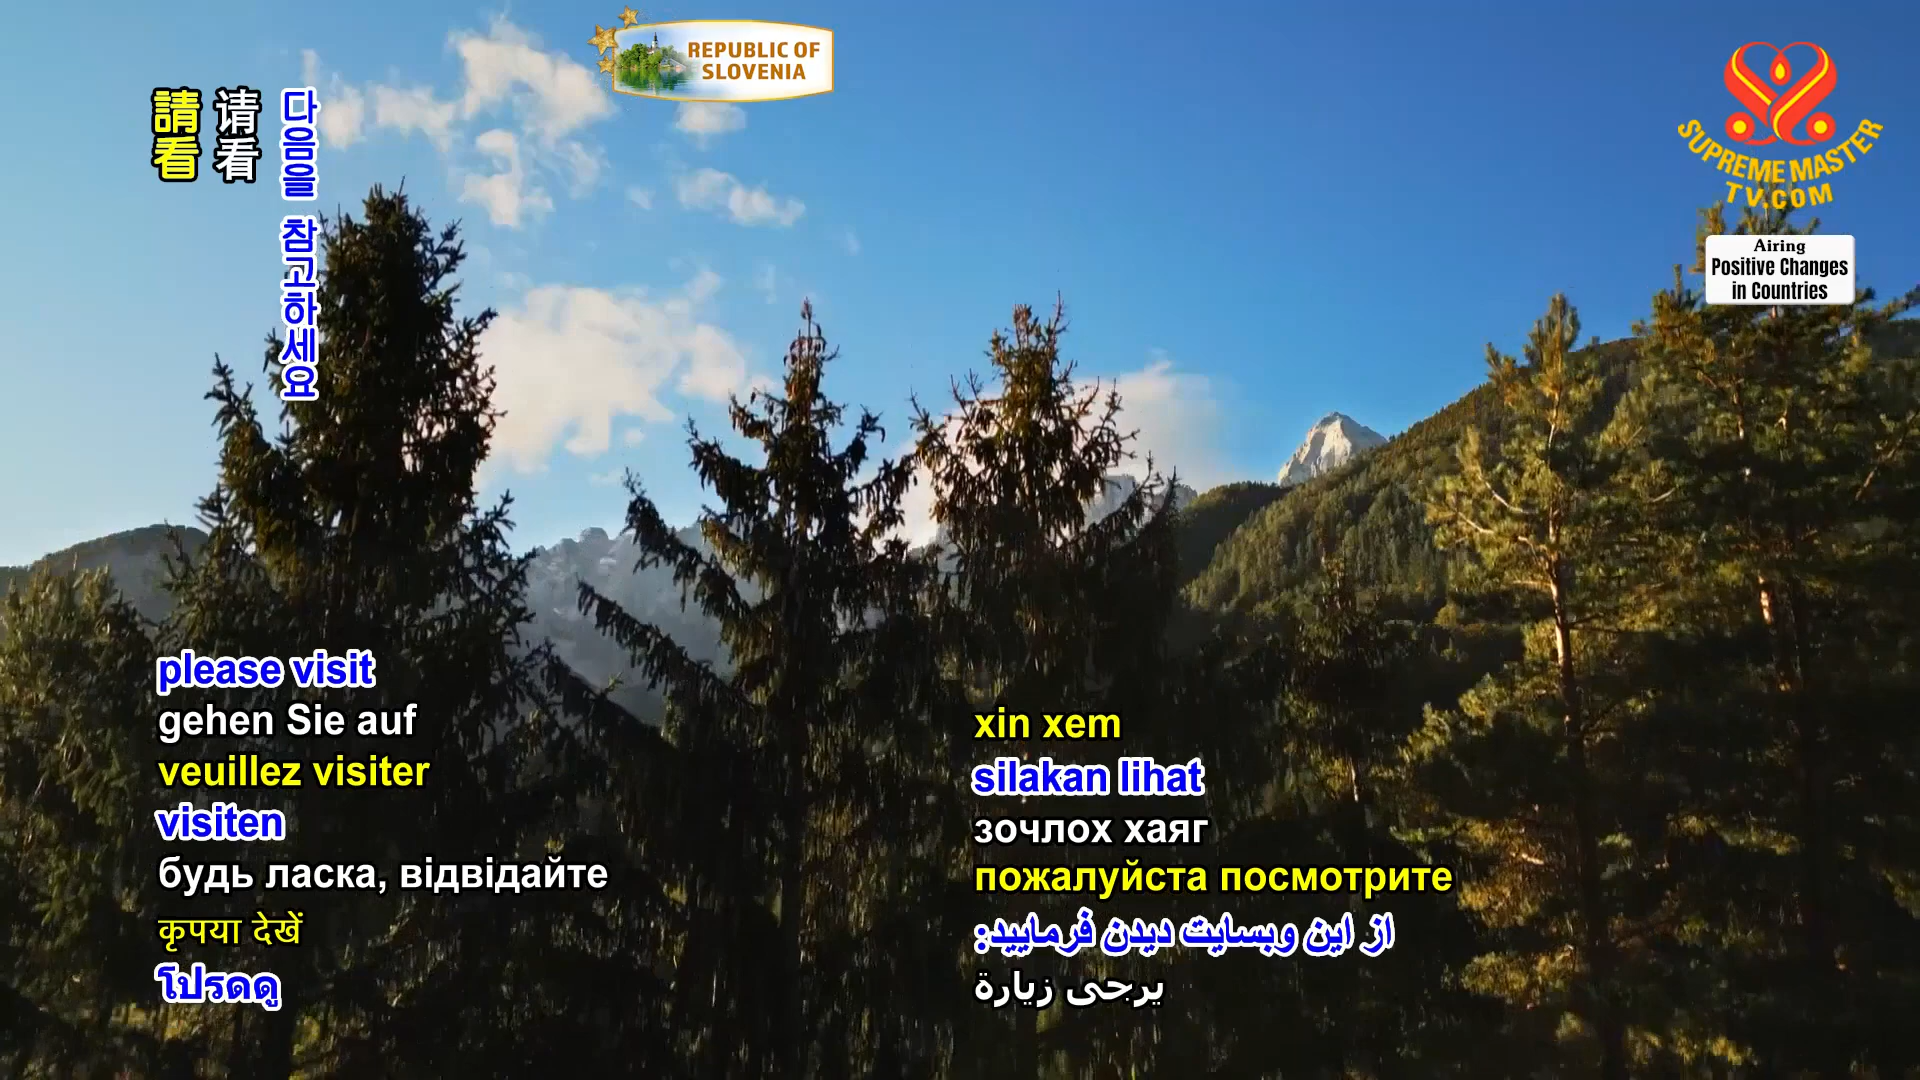 REPUBLIC OF
SLOVENIA
SUPREME MASTER
TV.COM
Airing
Positive Changes
in Countries
請看
请看
다음을 참고하세요
please visit
gehen Sie auf
veuillez visiter
visiten
будь ласка, відвідайте
कृपया देखें
โปรดดู
xin xem
silakan lihat
зочлох хаяг
пожалуйста посмотрите
از این وبسایت دیدن فرمایید:
يرجى زيارة